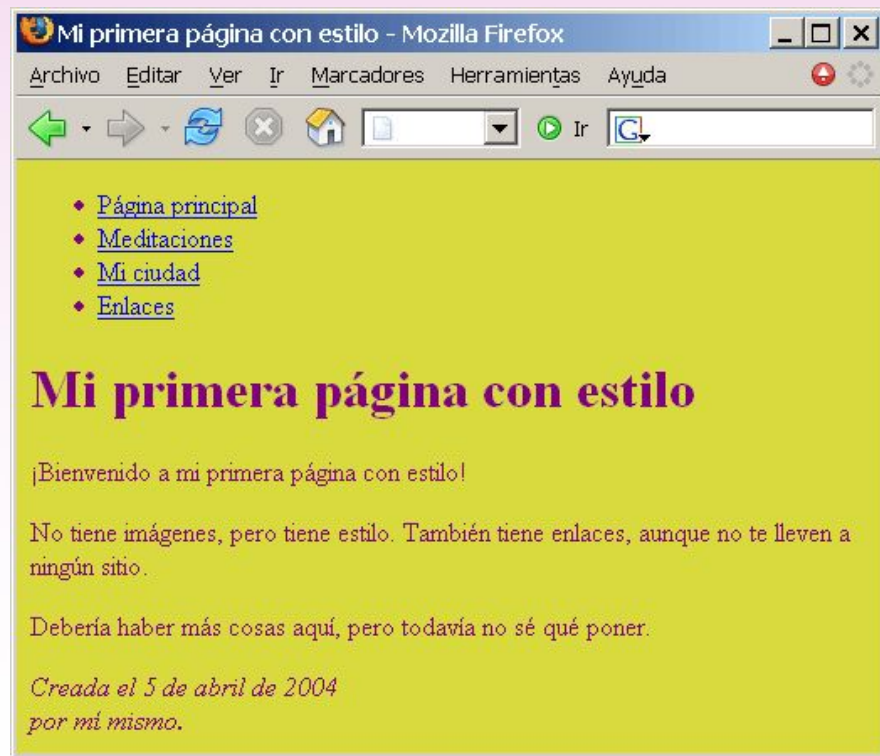 Mi primera página con estilo - Mozilla Firefox
Archivo Editar Ver Ir Marcadores Herramientas Ayuda
Ir G
Página principal
Meditaciones
Mi ciudad
Enlaces
Mi primera página con estilo
¡Bienvenido a mi primera página con estilo!
No tiene imágenes, pero tiene estilo. También tiene enlaces, aunque no te lleven a
ningún sitio.
Debería haber más cosas aquí, pero todavía no sé qué poner.
Creada el 5 de abril de 2004
por mí mismo.